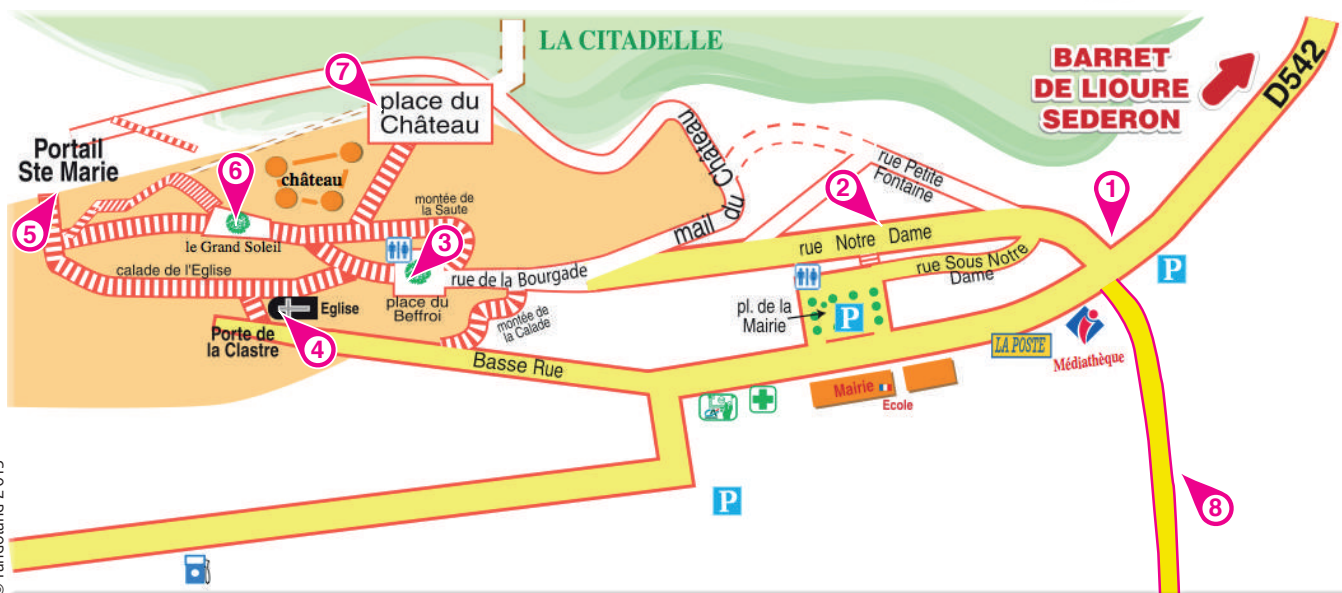 LA CITADELLE
BARRET
DE LIOURE
SEDERON
D542
7
place du
Château
Portail
Ste Marie
6
château
5
le Grand Soleil
montée de
la Saute
calade de l'Eglise
3
rue de la Bourgade
place du
Beffroi
montée de
la Calade
Eglise
4
Porte de
la Clastre
Basse Rue
mail du Château
rue Petite
Fontaine
2
1
rue Notre Dame
rue Sous Notre
Dame
pl. de la
Mairie
P
P
LA POSTE
Médiathèque
Mairie
Ecole
CA
P
8